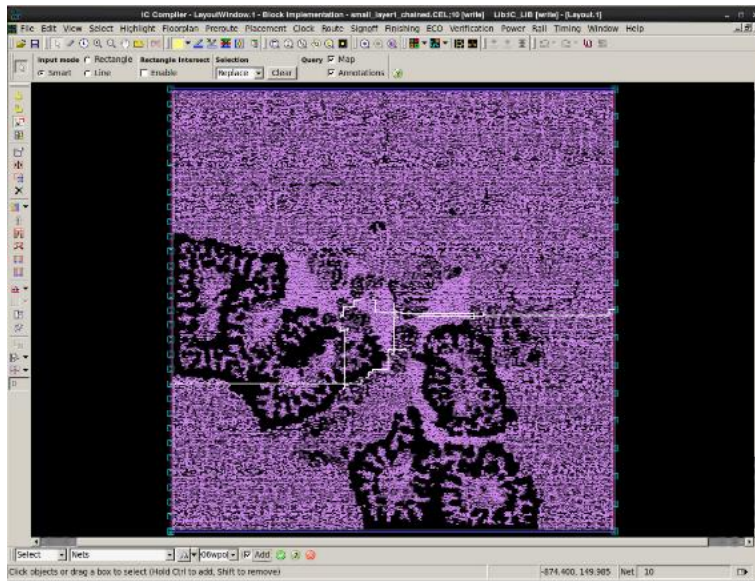 IC Compiler - LayoutWindow.1 - Block Implementation - small_layer1_chained.CEL;10 [write] Lib:IC_LIB [write] - [Layout.1]
File Edit View Select Highlight Floorplan Preroute Placement Clock Route Signoff Finishing ECO Verification Power Rail Timing Window Help
Input mode Rectangle Rectangle Intersect Selection Query Map
Smart Line Enable Replace Clear Annotations
0
Select Nets Add
Click objects or drag a box to select (Hold Ctrl to add, Shift to remove) -874.400, 149.985 Net 10